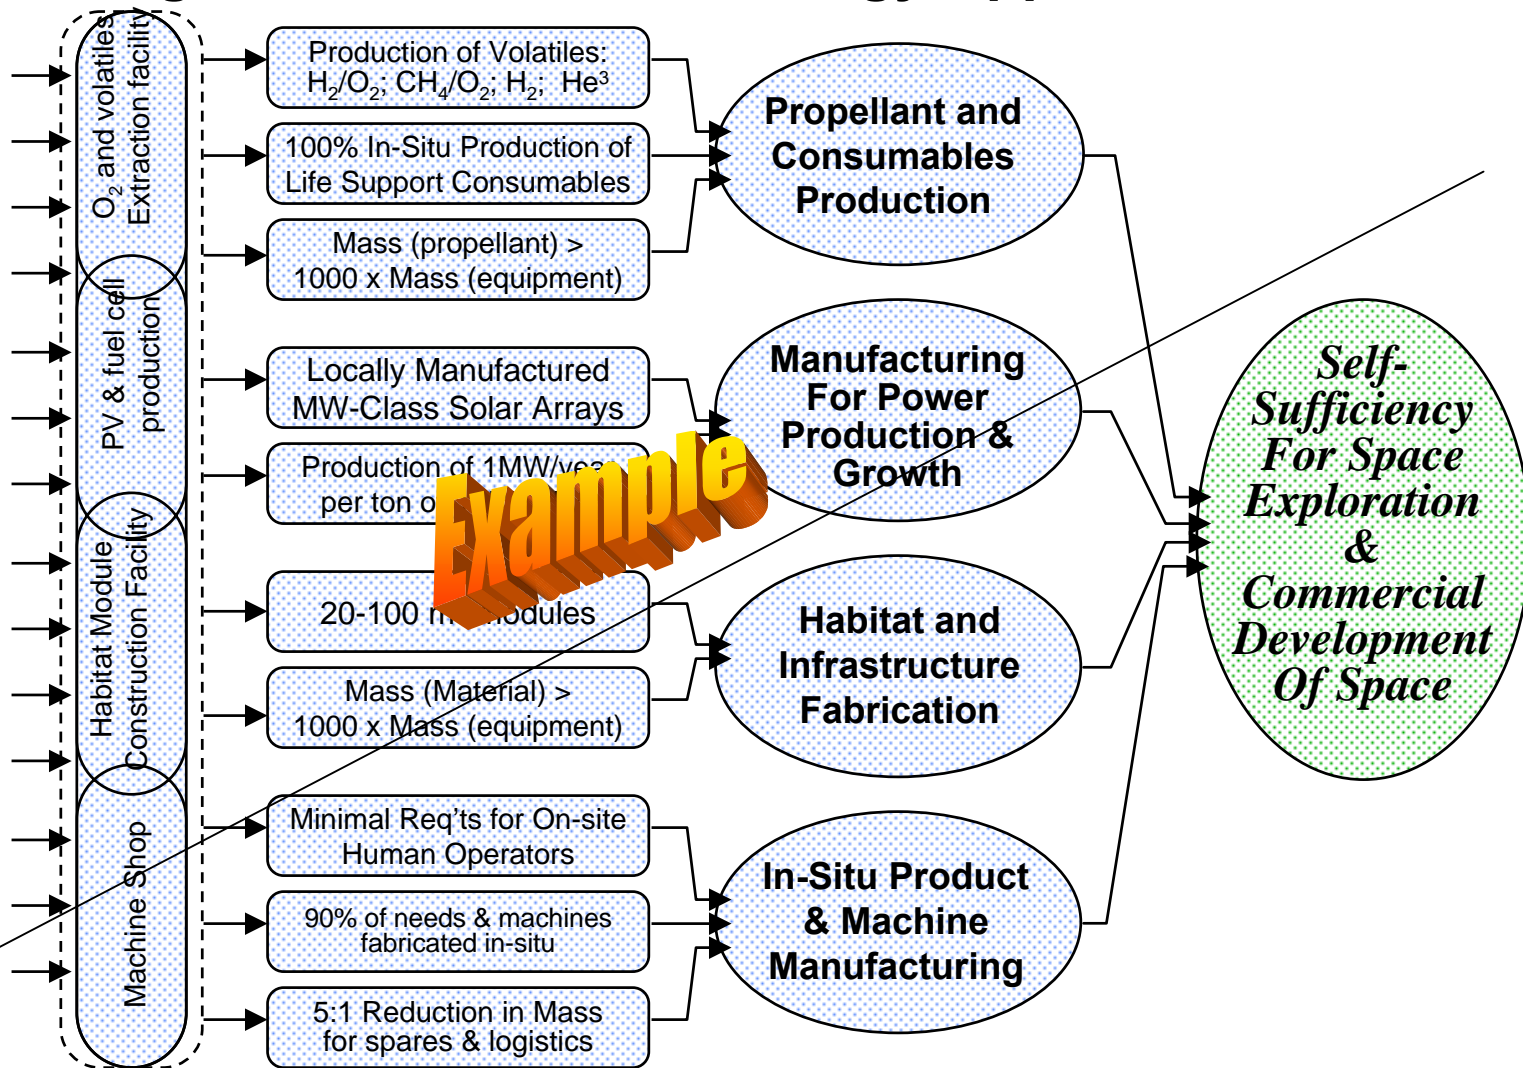 O₂ and volatiles
Extraction facility
PV & fuel cell
production
Habitat Module
Construction Facility
Machine Shop
Production of Volatiles:
H₂/O₂; CH₄/O₂; H₂; He³
100% In-Situ Production of
Life Support Consumables
Mass (propellant) >
1000 x Mass (equipment)
Locally Manufactured
MW-Class Solar Arrays
Production of 1MW/year
per ton
20-100 modules
Mass (Material) >
1000 x Mass (equipment)
Minimal Req'ts for On-site
Human Operators
90% of needs & machines
fabricated in-situ
5:1 Reduction in Mass
for spares & logistics
Example
Propellant and
Consumables
Production
Manufacturing
For Power
Production &
Growth
Habitat and
Infrastructure
Fabrication
In-Situ Product
& Machine
Manufacturing
Self-
Sufficiency
For Space
Exploration
&
Commercial
Development
Of Space